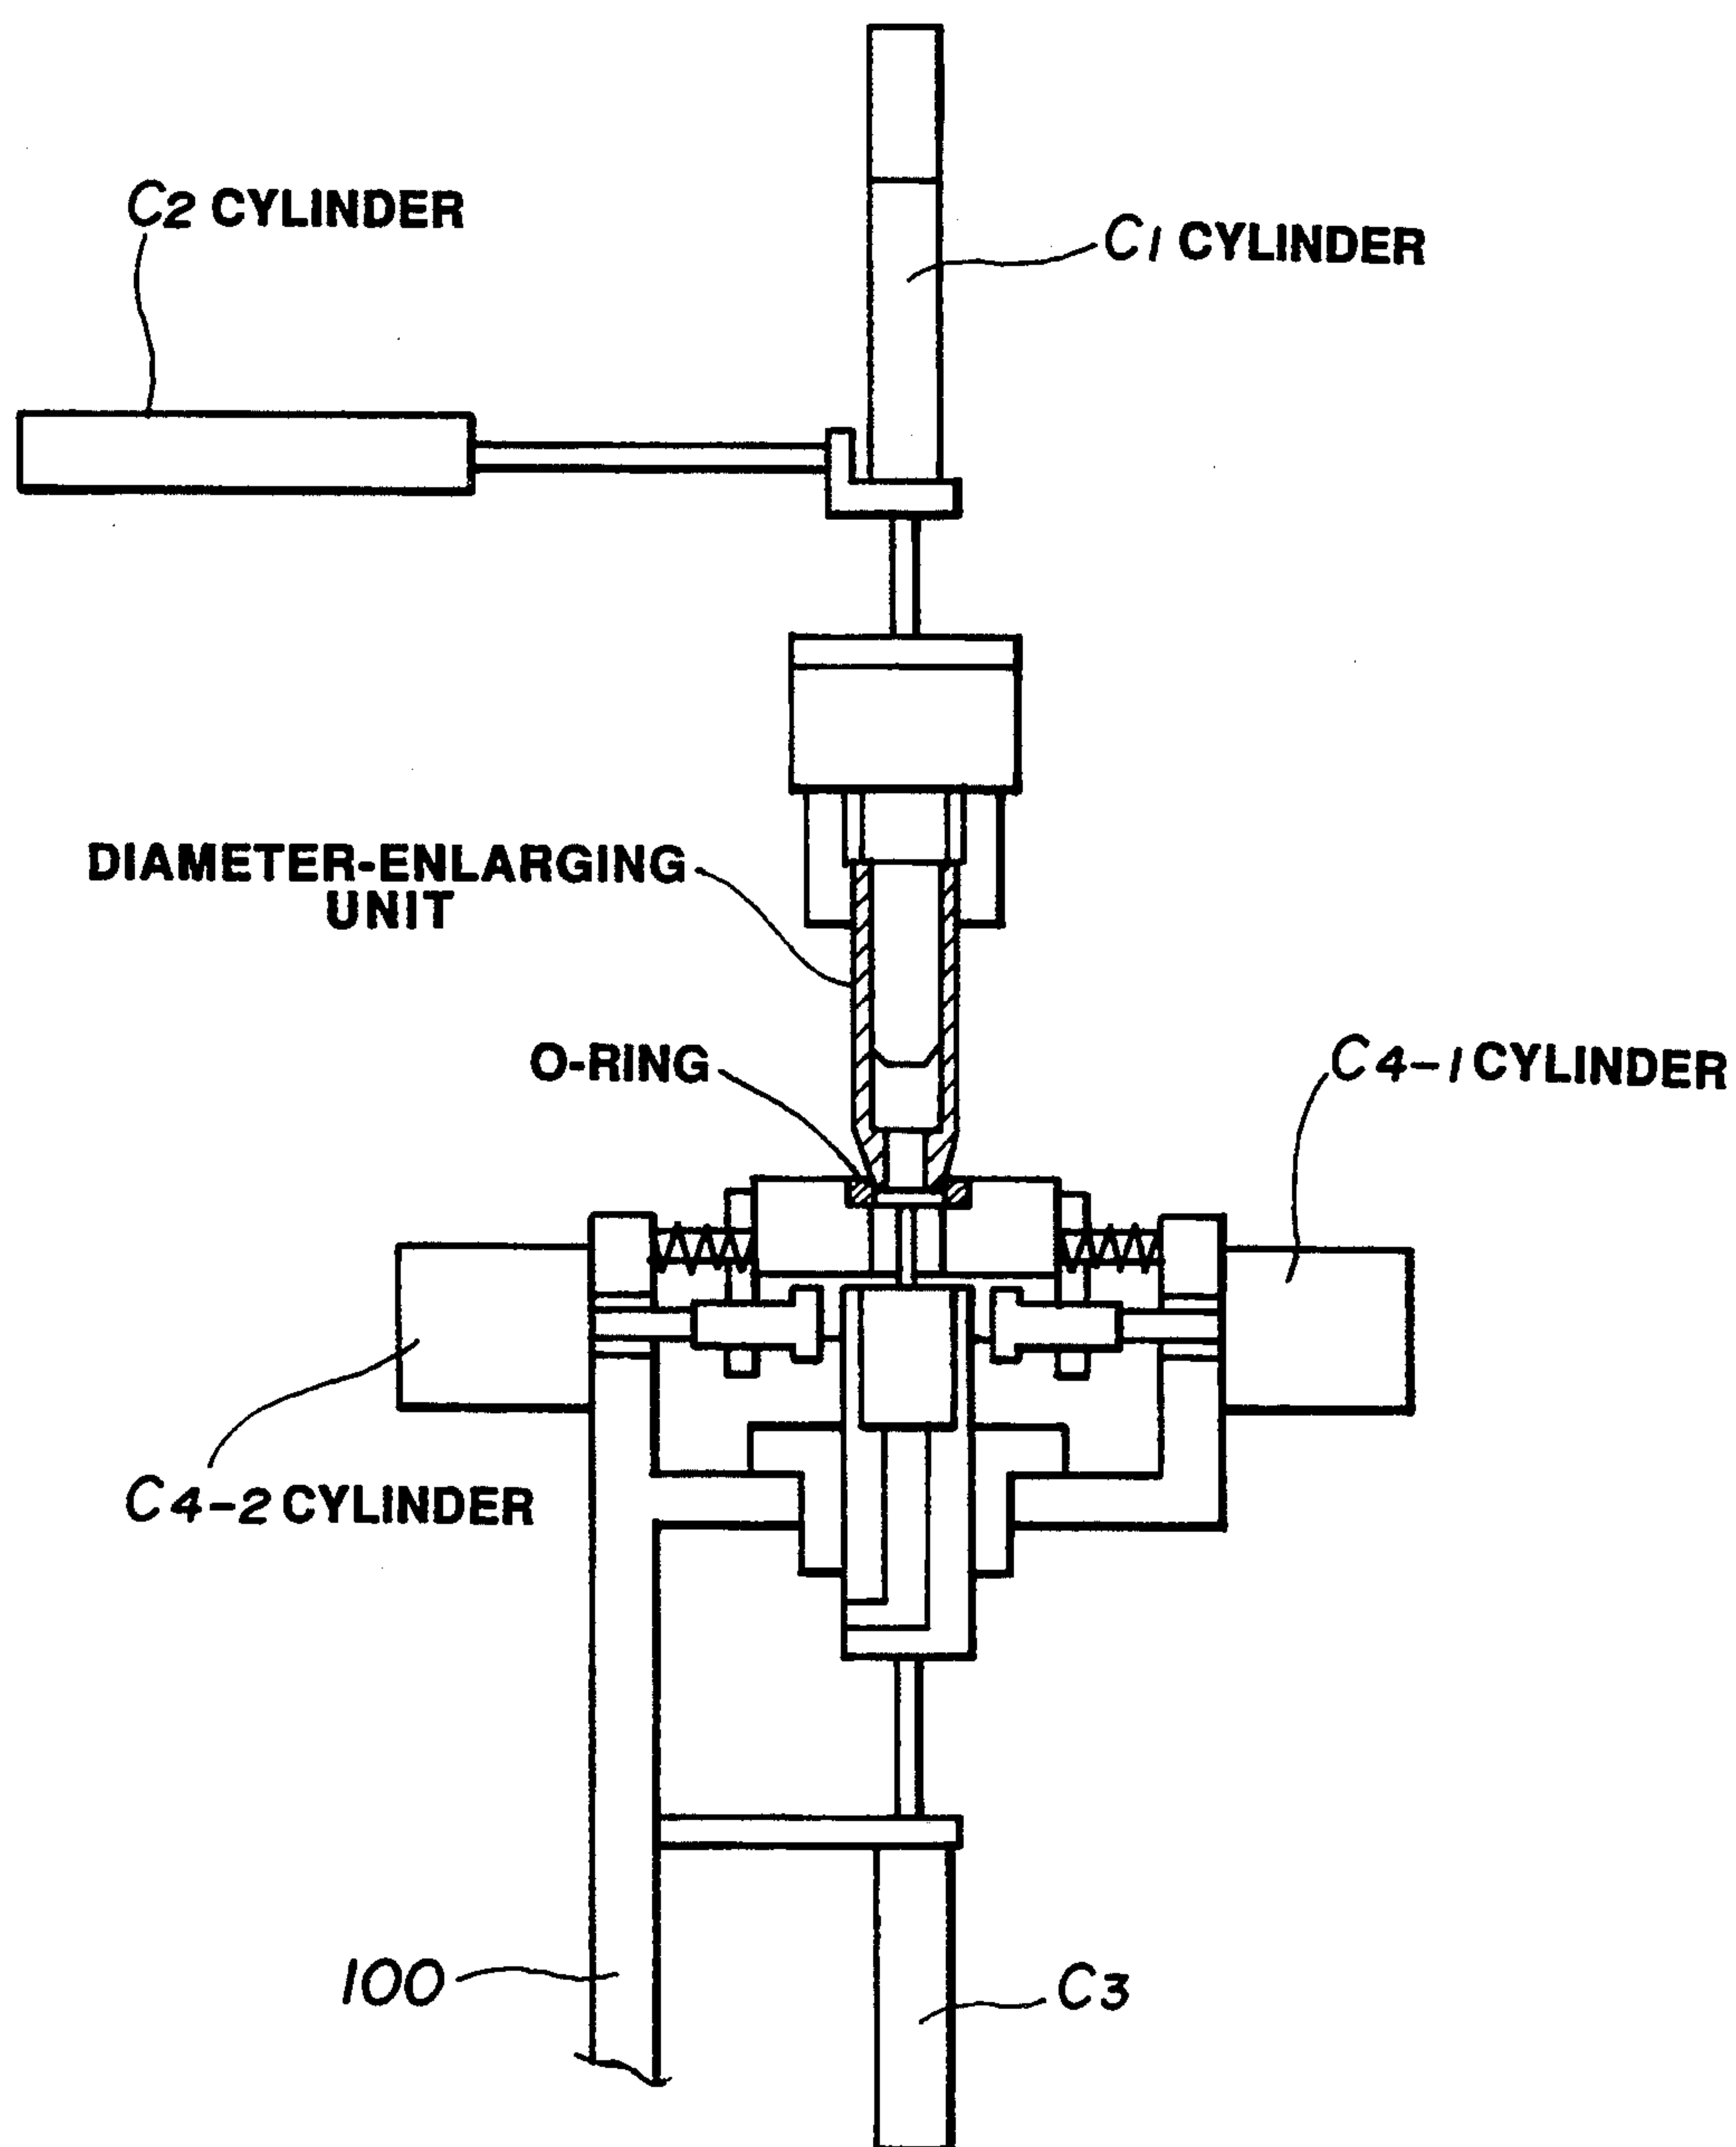 C2 CYLINDER
C1 CYLINDER
DIAMETER-ENLARGING
UNIT
O-RING
C4-1 CYLINDER
C4-2 CYLINDER
100
C3